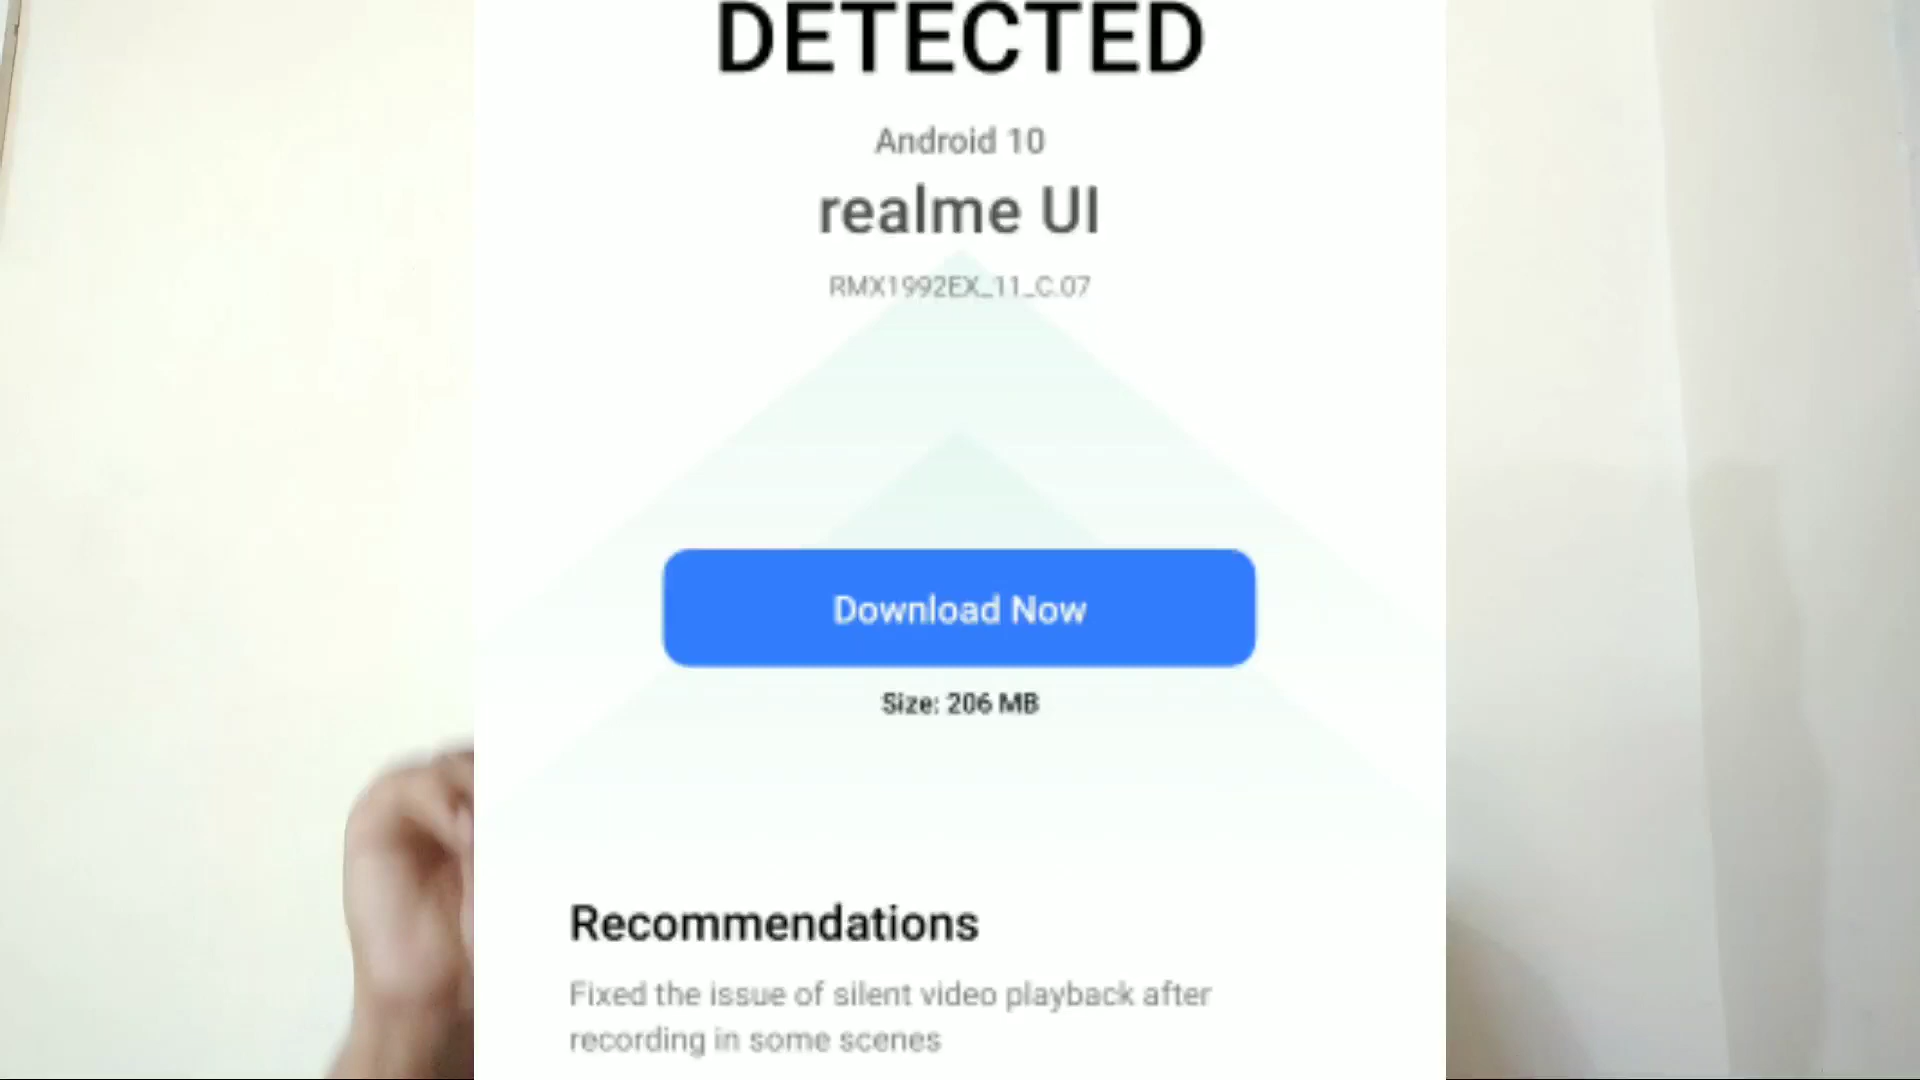 DETECTED
Android 10
realme UI
RMX1992EX_11_C.07
Download Now
Size: 206 MB
Recommendations
Fixed the issue of silent video playback after
recording in some scenes